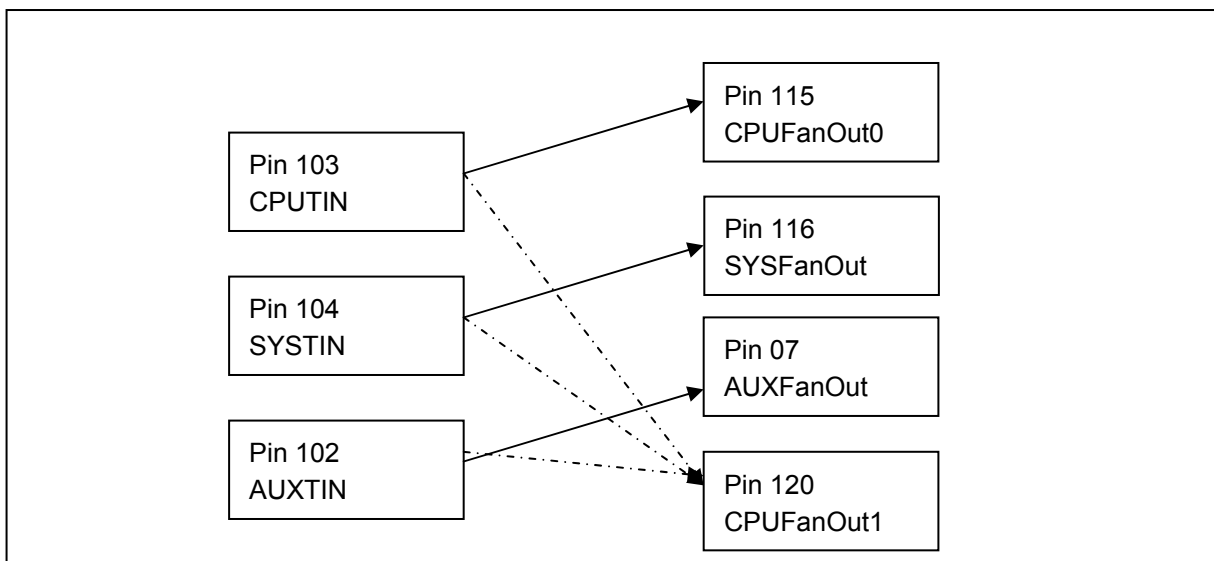 Pin 103
CPUTIN
Pin 104
SYSTIN
Pin 102
AUXTIN
Pin 115
CPUFanOut0
Pin 116
SYSFanOut
Pin 07
AUXFanOut
Pin 120
CPUFanOut1